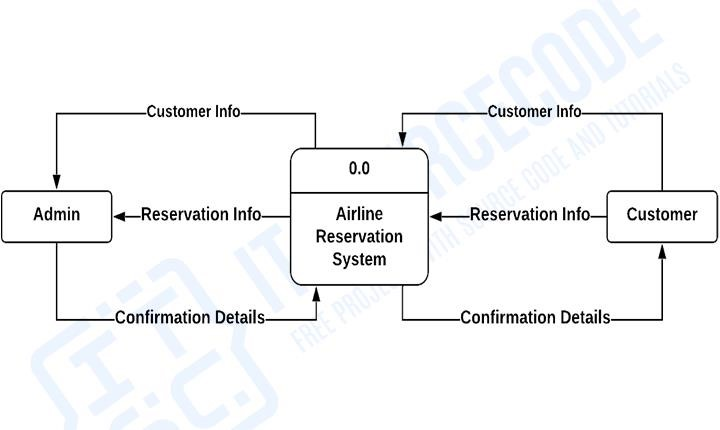 Customer Info
Customer Info
0.0
Admin
Reservation Info
Airline
Reservation
System
Reservation Info
Customer
Confirmation Details
Confirmation Details